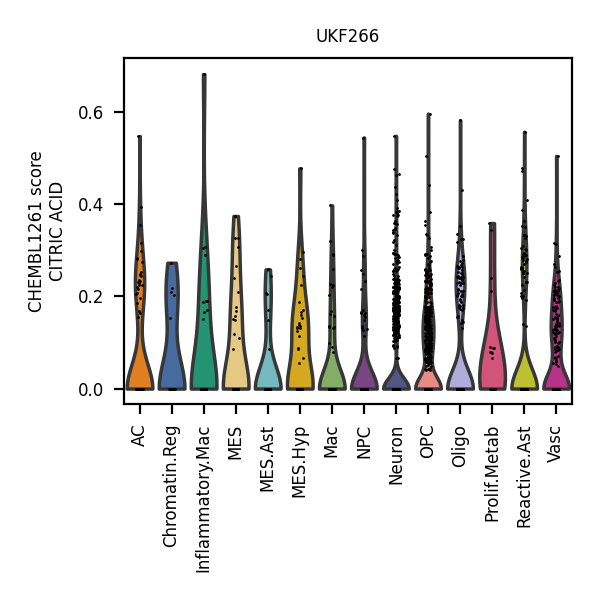 UKF266
CHEMBL1261 score
CITRIC ACID
0.6
0.4
0.2
0.0
AC
Chromatin.Reg
Inflammatory.Mac
MES
MES.Ast
MES.Hyp
Mac
NPC
Neuron
OPC
Oligo
Prolif.Metab
Reactive.Ast
Vasc